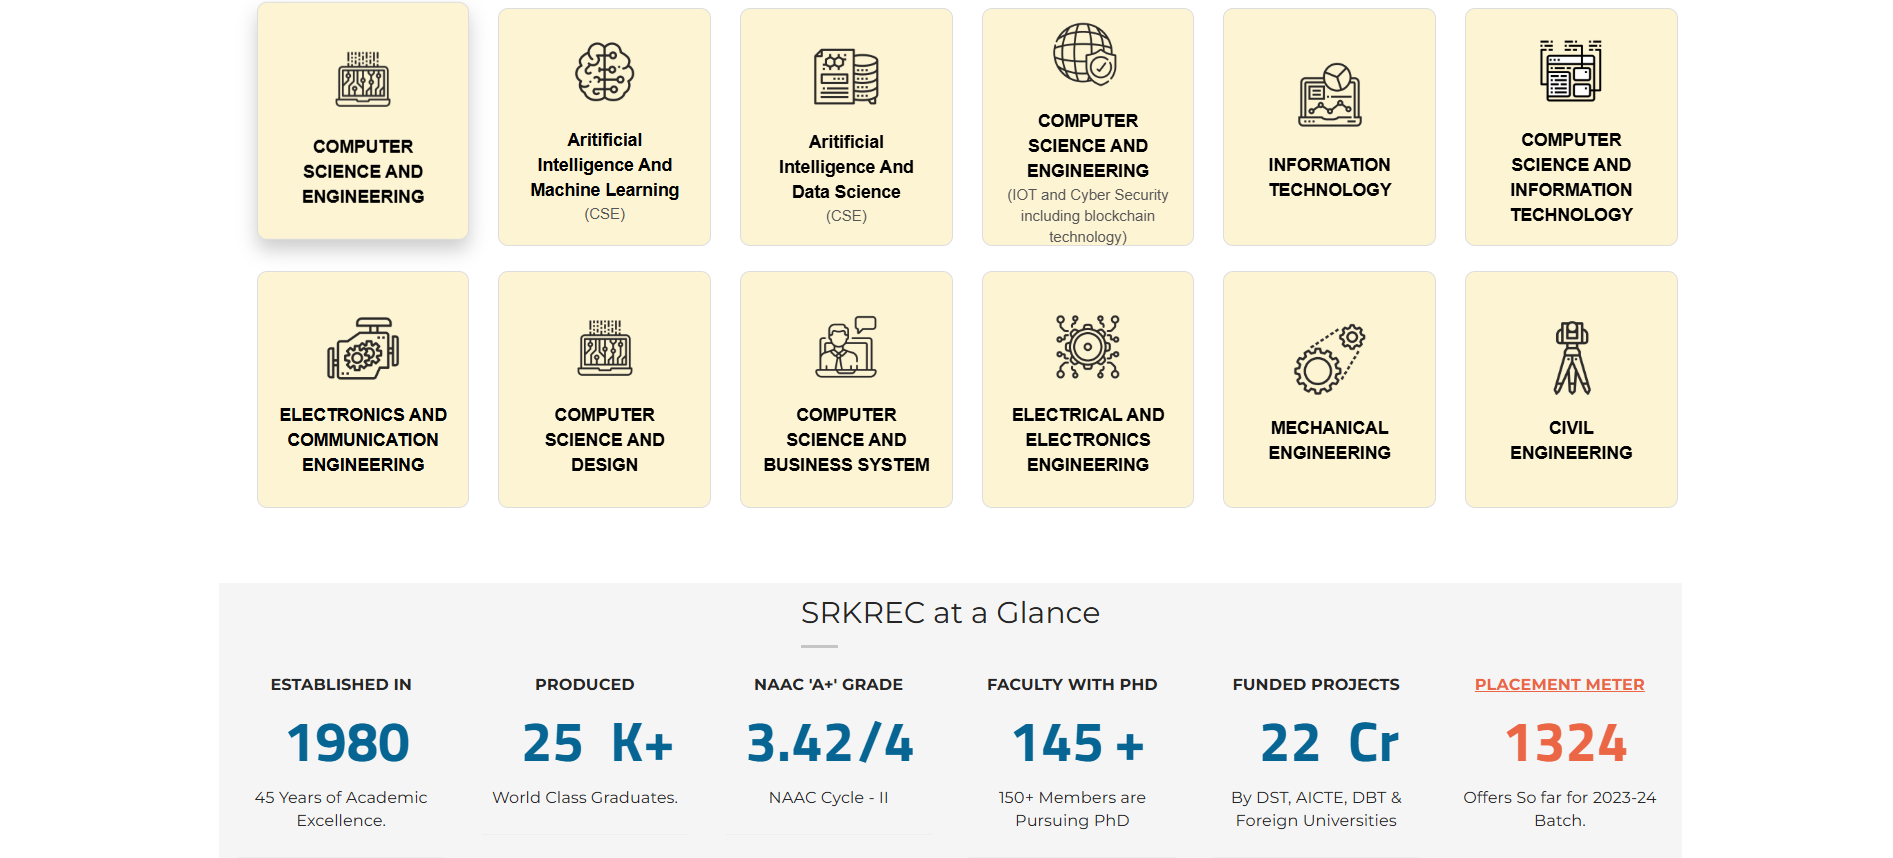 COMPUTER
SCIENCE AND
ENGINEERING
Aritificial
Intelligence And
Machine Learning
(CSE)
Aritificial
Intelligence And
Data Science
(CSE)
COMPUTER
SCIENCE AND
ENGINEERING
(IOT and Cyber Security
including blockchain
technology)
INFORMATION
TECHNOLOGY
COMPUTER
SCIENCE AND
INFORMATION
TECHNOLOGY
ELECTRONICS AND
COMMUNICATION
ENGINEERING
COMPUTER
SCIENCE AND
DESIGN
COMPUTER
SCIENCE AND
BUSINESS SYSTEM
ELECTRICAL AND
ELECTRONICS
ENGINEERING
MECHANICAL
ENGINEERING
CIVIL
ENGINEERING
SRKREC at a Glance
ESTABLISHED IN
1980
45 Years of Academic
Excellence.
PRODUCED
25 K+
World Class Graduates.
NAAC 'A+' GRADE
3.42/4
NAAC Cycle - II
FACULTY WITH PHD
145 +
150+ Members are
Pursuing PhD
FUNDED PROJECTS
22 Cr
By DST, AICTE, DBT &
Foreign Universities
PLACEMENT METER
1324
Offers So far for 2023-24
Batch.